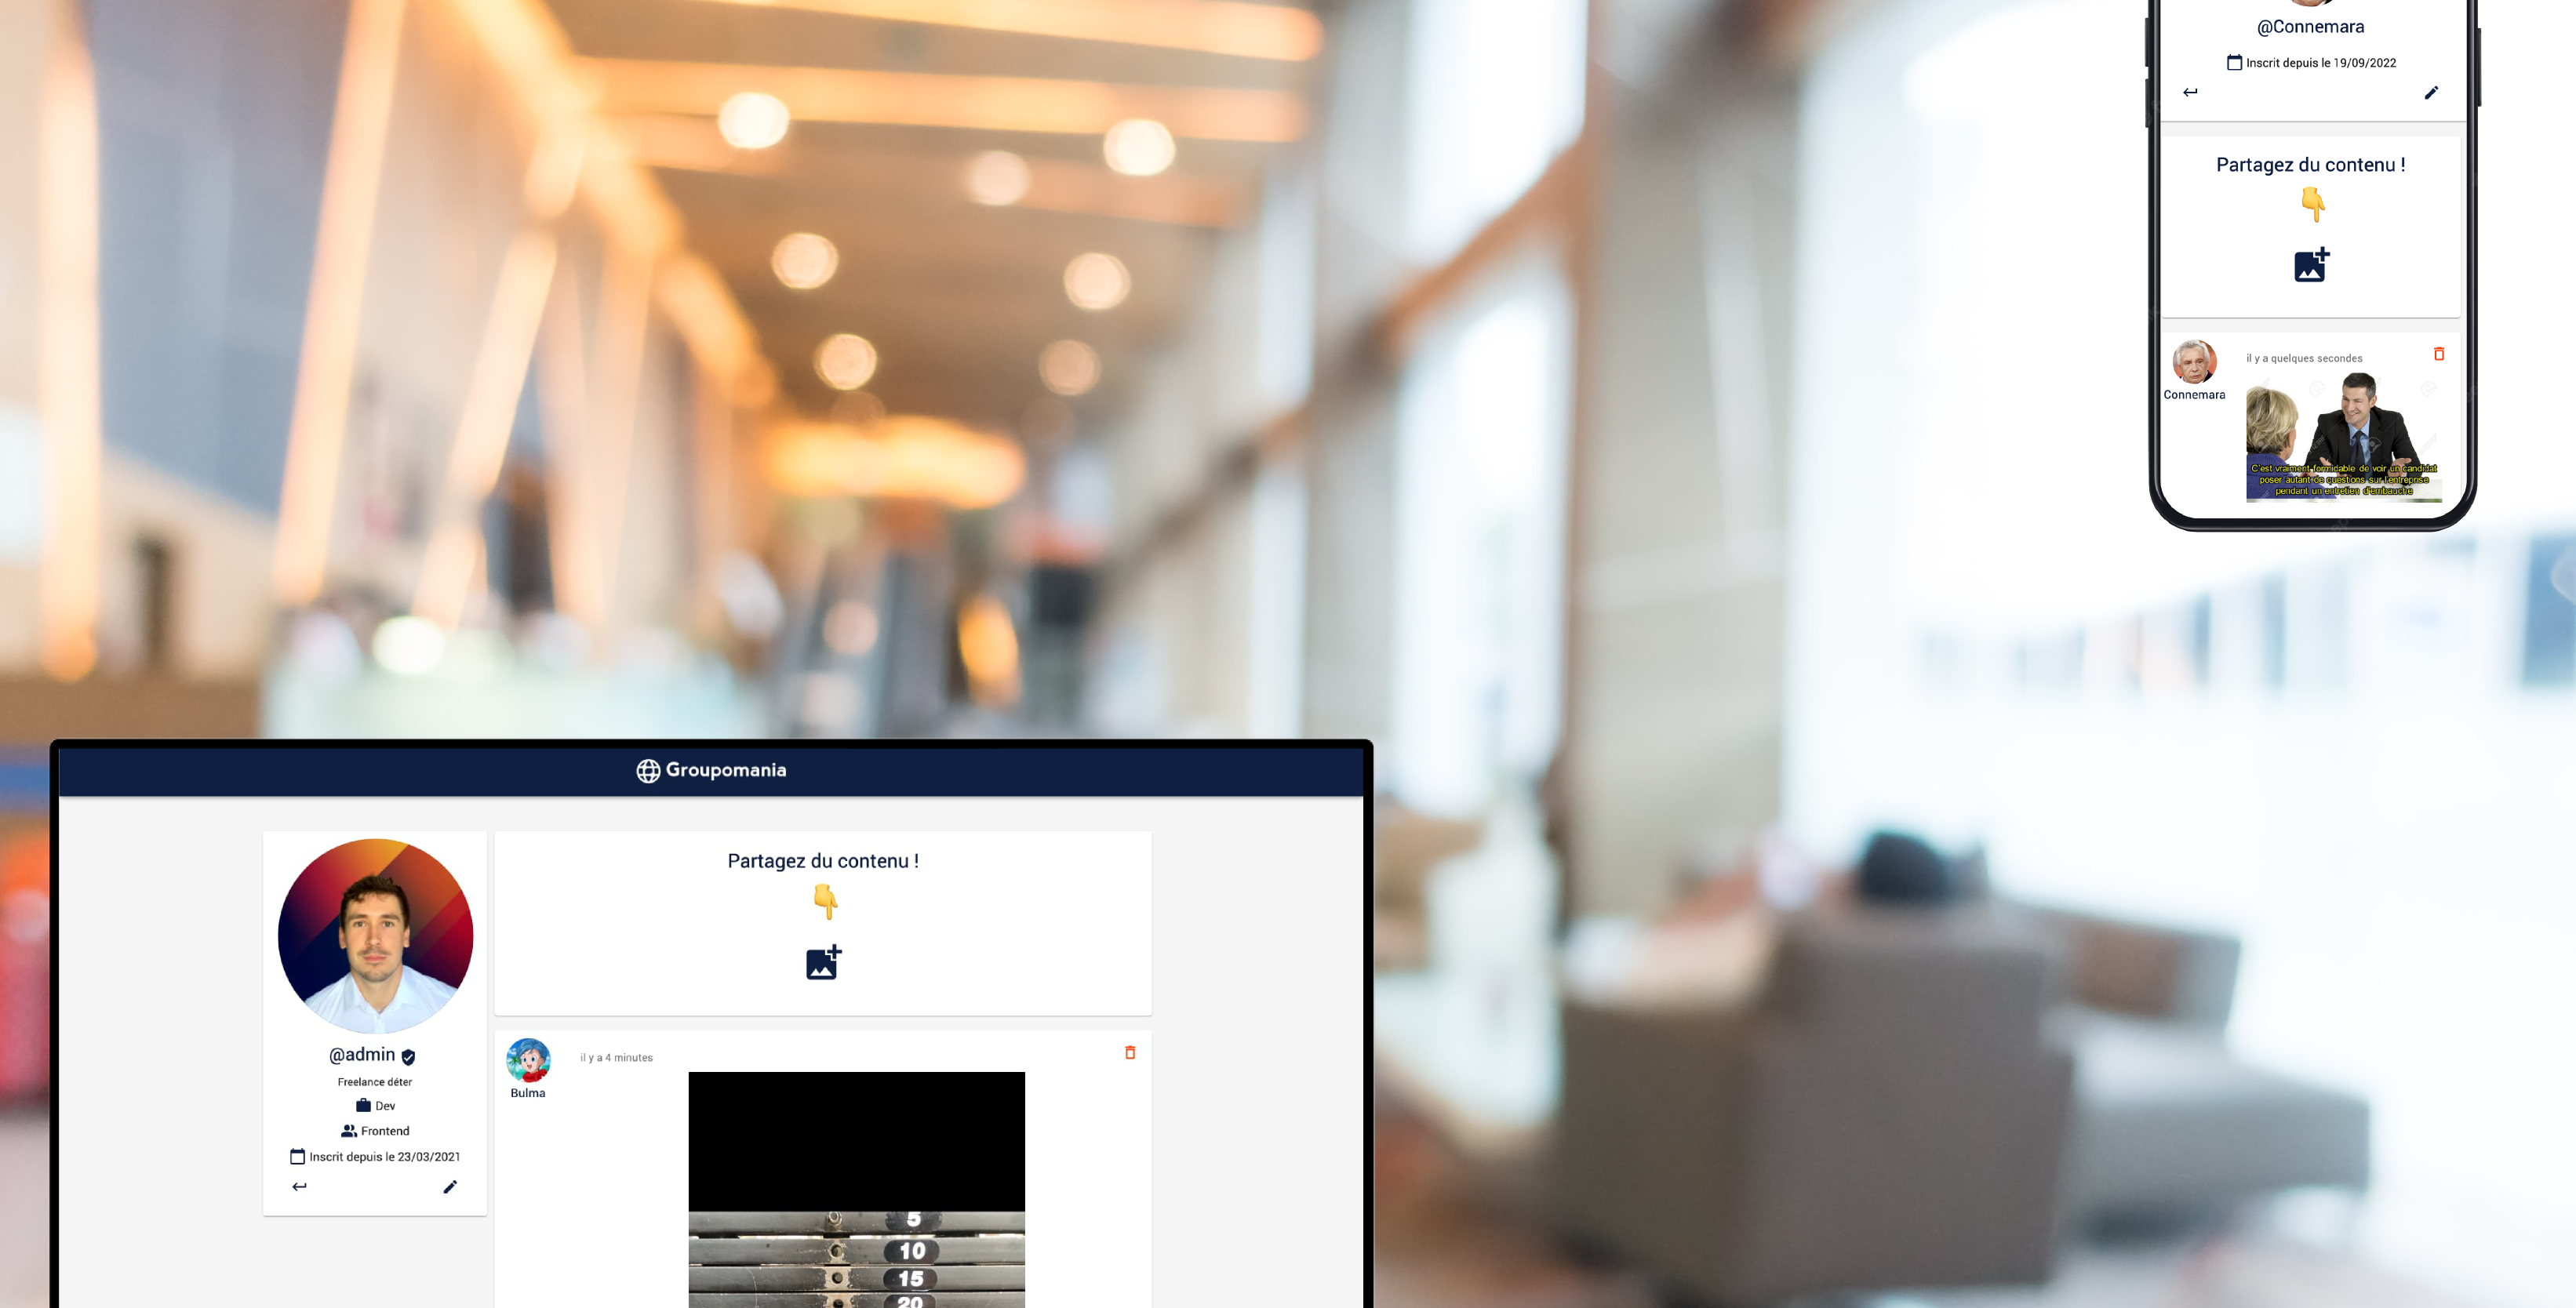 @Connemara
Inscrit depuis le 19/09/2022
Partagez du contenu !
il y a quelques secondes
Connemara
C'est vraiment formidable de voir un candidat
poser autant de questions sur l'entreprise
pendant un entretien d'embauche
Groupomania
Partagez du contenu !
@admin
Freelance déter
Dev
Frontend
Inscrit depuis le 23/03/2021
il y a 4 minutes
Bulma
5
10
15
20